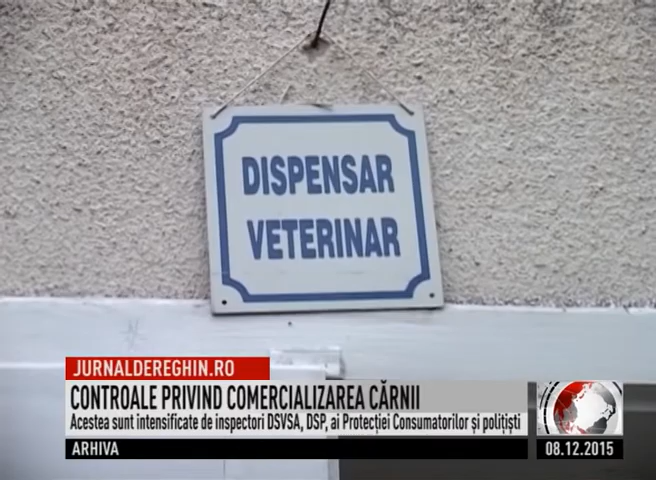 DISPENSAR
VETERINAR
JURNALDEREGHIN.RO
CONTROALE PRIVIND COMERCIALIZAREA CĂRNII
Acestea sunt intensificate de inspectori DSVSA, DSP, ai Protecției Consumatorilor și polițiști
ARHIVA
08.12.2015